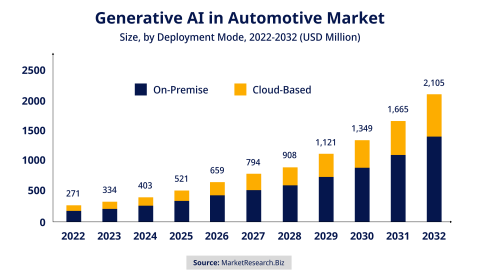 Generative AI in Automotive Market
Size, by Deployment Mode, 2022-2032 (USD Million)
2500
2000
1500
1000
500
0
On-Premise Cloud-Based
271 334 403 521 659 794 908 1,121 1,349 1,665 2,105
2022 2023 2024 2025 2026 2027 2028 2029 2030 2031 2032
Source: MarketResearch.Biz